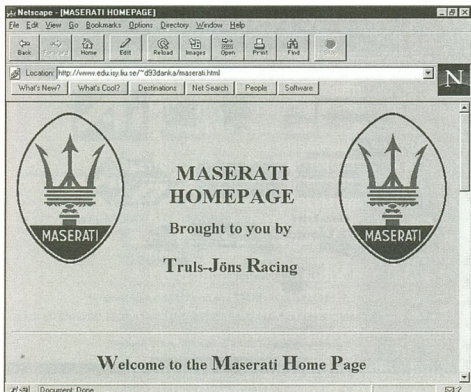 Netscape - [MASERATI HOMEPAGE]
File Edit View Go Bookmarks Options Directory Window Help
Back Forward Home Edit Reload Images Open Print Find Stop
Location: http://www.edu.isy.liu.se/~d93danka/maserati.html
N
What's New? What's Cool? Destinations Net Search People Software
MASERATI
HOMEPAGE
Brought to you by
Truls-Jöns Racing
MASERATI
MASERATI
Welcome to the Maserati Home Page
Document: Done